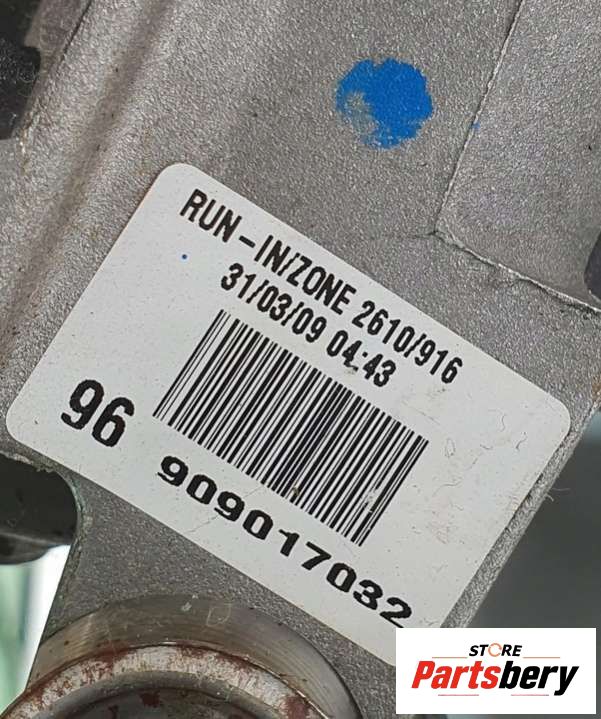 RUN-IN/ZONE 2610/916
31/03/09 04:43
96
909017032
STORE
Partsbery